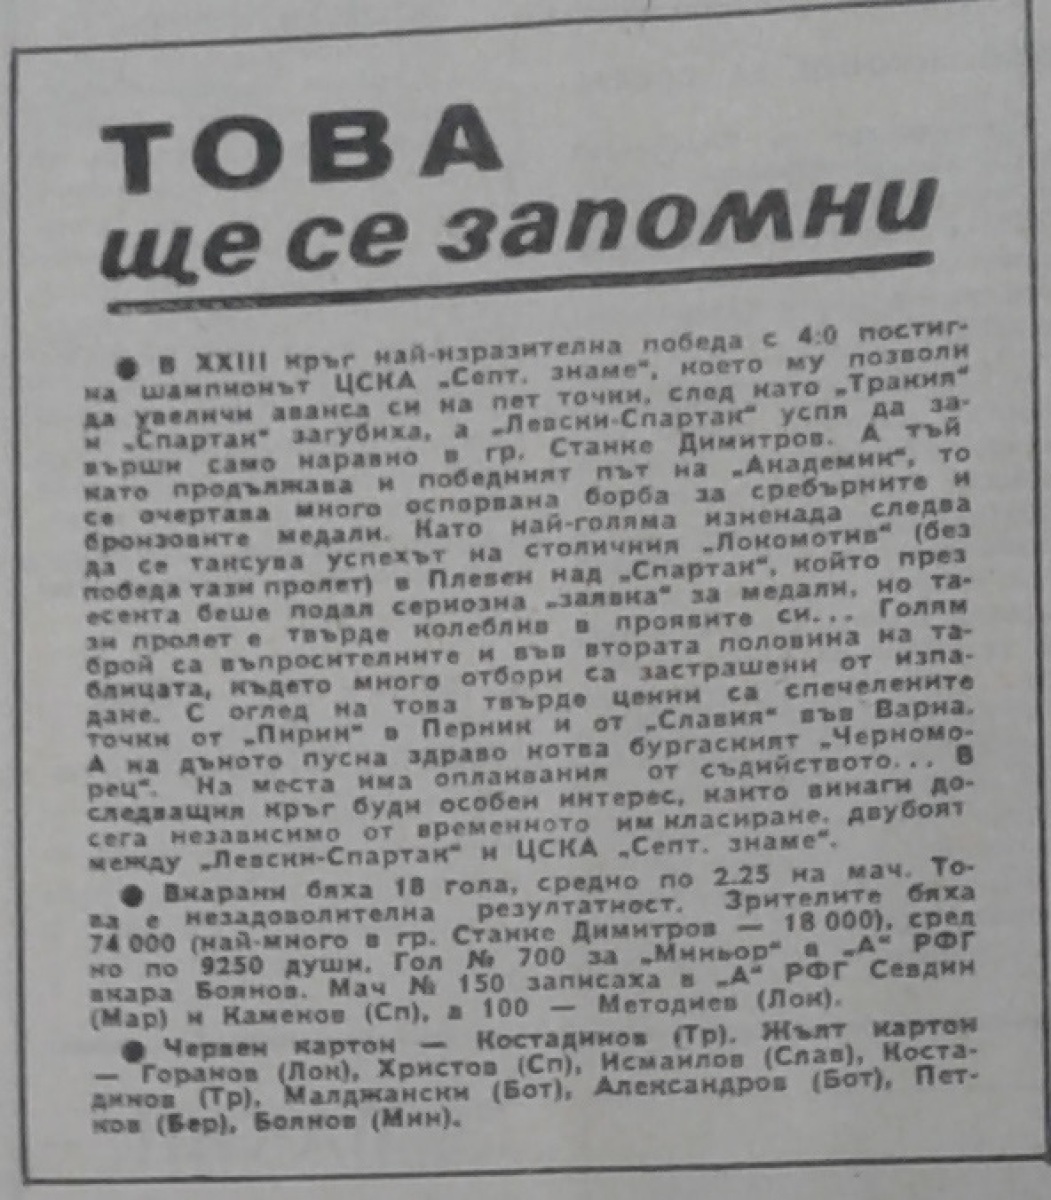 ТОВА
ще се запомни
● В XXIII кръг най-изразителна победа с 4:0 постиг-
на шампионът ЦСКА „Септ. знаме“, което му позволи
да увеличи аванса си на пет точки, след като „Тракия“
и „Спартак“ загубиха, а „Левски-Спартак“ успя да за-
върши само наравно в гр. Станке Димитров. А тъй
като продължава и победният път на „Академик“, то
се очертава много оспорвана борба за сребърните и
бронзовите медали. Като най-голяма изненада следва
да се таксува успехът на столичния „Локомотив“ (без
победа тази пролет) в Плевен над „Спартак“, който през
есента беше подал сериозна „заявка“ за медали, но та-
зи пролет е твърде колеблив в проявите си... Голям
брой са въпросителните и във втората половина на та-
блицата, където много отбори са застрашени от изпа-
дане. С оглед на това твърде ценни са спечелените
точки от „Пирин“ в Перник и от „Славия“ във Варна.
А на дъното пусна здраво котва бургаският „Черномо-
рец“. На места има оплаквания от съдийството... В
следващия кръг буди особен интерес, както винаги до-
сега независимо от временното им класиране, двубоят
между „Левски-Спартак“ и ЦСКА „Септ. знаме“.
● Вкарани бяха 18 гола, средно по 2.25 на мач. То-
ва е незадоволителна резултатност. Зрителите бяха
74 000 (най-много в гр. Станке Димитров — 18 000), сред
но по 9250 души. Гол № 700 за „Миньор“ в „А“ РФГ
вкара Боянов. Мач № 150 записаха в „А“ РФГ Севдин
(Мар) и Каменов (Сп), а 100 — Методиев (Лок).
● Червен картон — Костадинов (Тр). Жълт картон
— Горанов (Лок), Христов (Сп), Исмаилов (Слав), Коста-
динов (Тр), Малджански (Бот), Александров (Бот), Пет-
ков (Бер), Боянов (Мин).